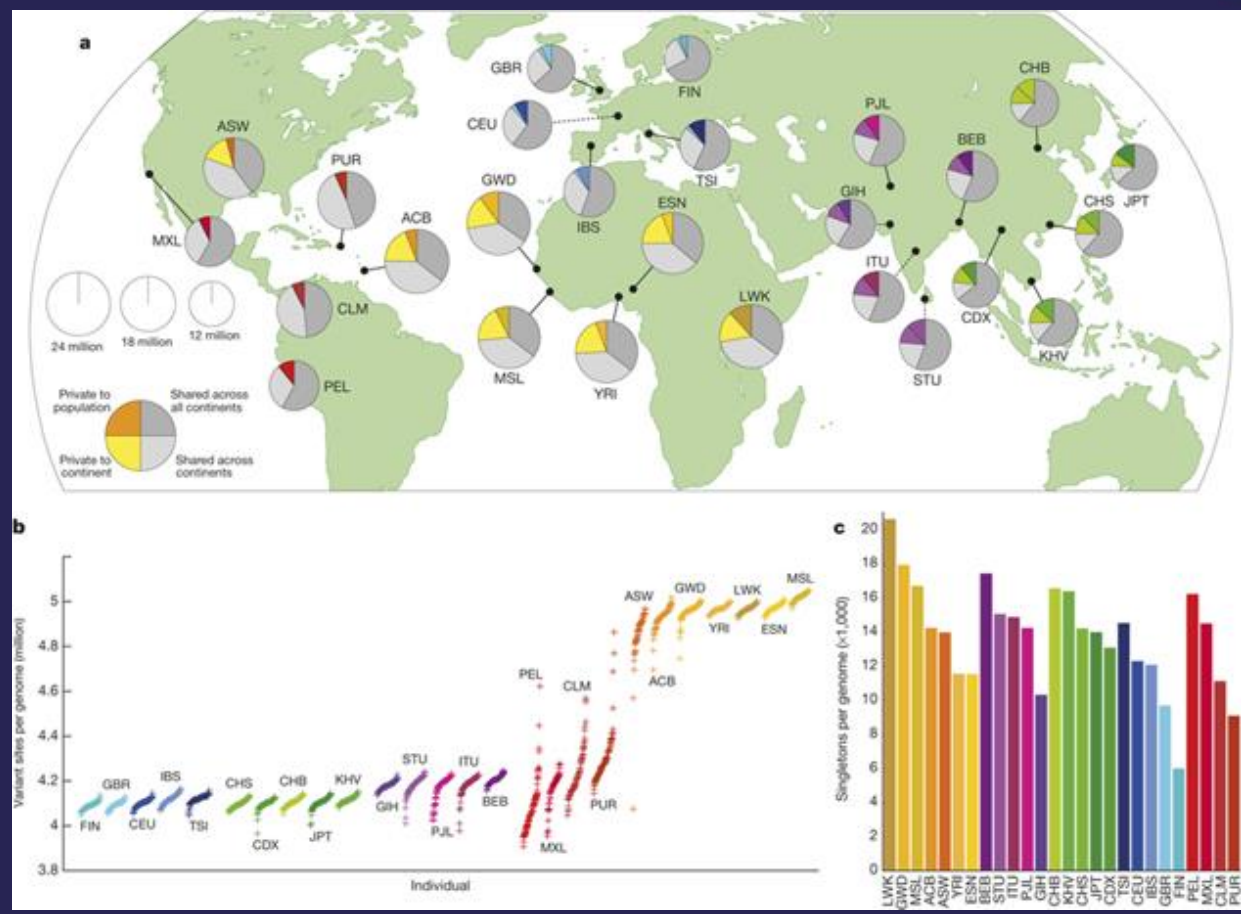 a
GBR
FIN
CHB
CEU
PJL
ASW
TSI
BEB
PUR
GWD
IBS
ESN
GIH
CHS
JPT
ACB
MXL
ITU
CLM
LWK
CDX
24 million
18 million
12 million
MSL
YRI
STU
KHV
PEL
Private to
population
Shared across
all continents
Private to
continent
Shared across
continents
b
Variant sites per genome (million)
5
4.8
4.6
4.4
4.2
4
3.8
FIN
GBR
CEU
IBS
TSI
CHS
CDX
CHB
JPT
KHV
GIH
STU
PJL
ITU
BEB
PEL
MXL
CLM
PUR
ASW
ACB
GWD
YRI
LWK
ESN
MSL
Individual
c
Singletons per genome (×1,000)
20
18
16
14
12
10
8
6
4
2
0
LWK
GWD
MSL
ACB
ASW
YRI
ESN
BEB
STU
ITU
PJL
GIH
CHB
KHV
CHS
JPT
CDX
TSI
CEU
IBS
GBR
FIN
PEL
MXL
CLM
PUR